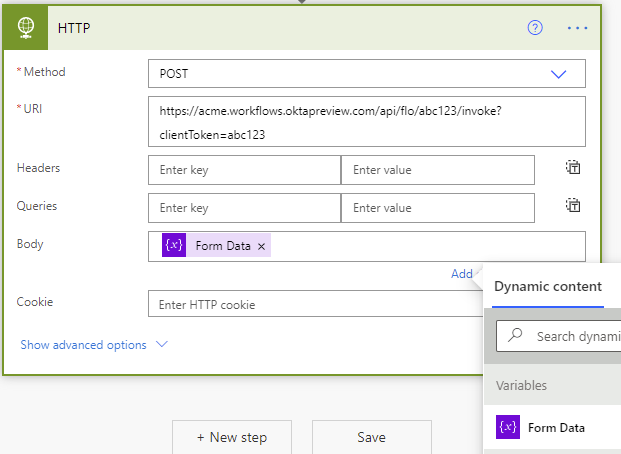 HTTP
* Method
POST
* URI
https://acme.workflows.oktapreview.com/api/flo/abc123/invoke?
clientToken=abc123
Headers
Enter key
Enter value
Queries
Enter key
Enter value
Body
{x} Form Data ×
Add
Cookie
Enter HTTP cookie
Show advanced options
Dynamic content
Search dynami
Variables
{x} Form Data
+ New step
Save